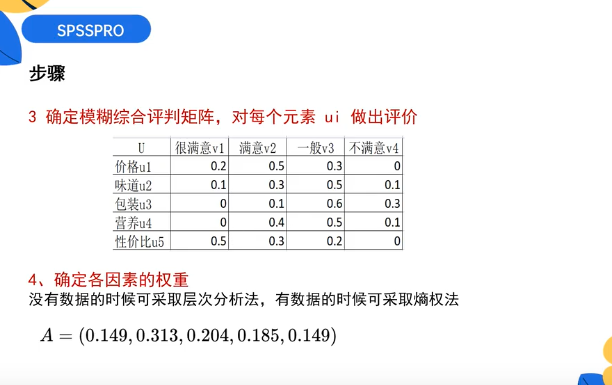 SPSSPRO
步骤
3 确定模糊综合评判矩阵，对每个元素 ui 做出评价
U 很满意v1 满意v2 一般v3 不满意v4
价格u1 0.2 0.5 0.3 0
味道u2 0.1 0.3 0.5 0.1
包装u3 0 0.1 0.6 0.3
营养u4 0 0.4 0.5 0.1
性价比u5 0.5 0.3 0.2 0
4、确定各因素的权重
没有数据的时候可采取层次分析法，有数据的时候可采取熵权法
A = (0.149, 0.313, 0.204, 0.185, 0.149)